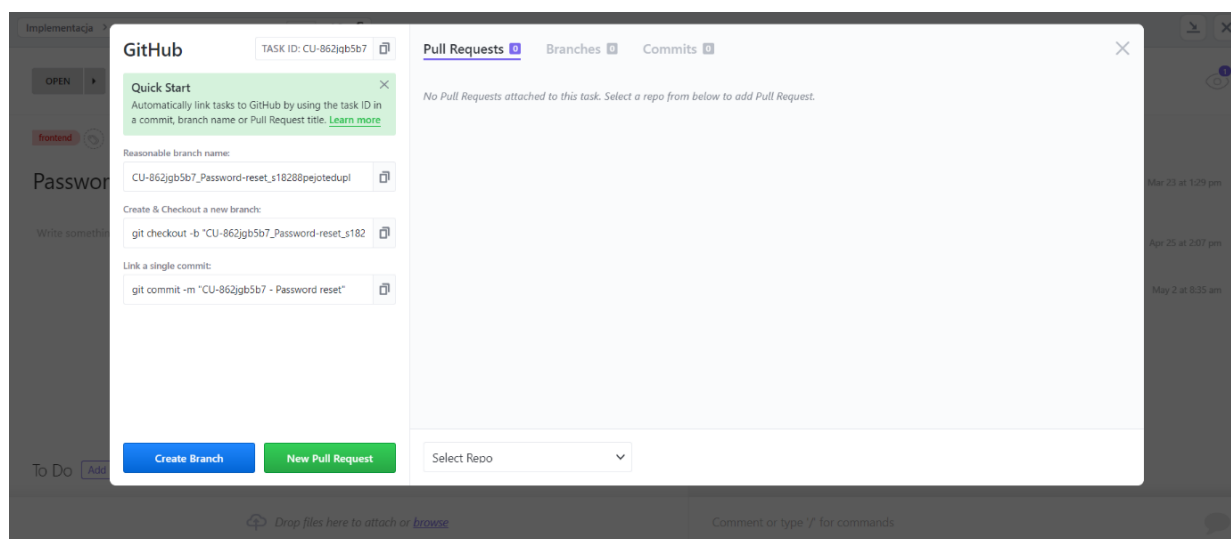 Implementacja >
GitHub
TASK ID: CU-862jqb5b7
Pull Requests 0
Branches 0
Commits 0
OPEN
Quick Start
Automatically link tasks to GitHub by using the task ID in
a commit, branch name or Pull Request title. Learn more
No Pull Requests attached to this task. Select a repo from below to add Pull Request.
frontend
Reasonable branch name:
CU-862jgb5b7_Password-reset_s18288pejotedupl
Passwor
Mar 23 at 1:29 pm
Create & Checkout a new branch:
git checkout -b "CU-862jgb5b7_Password-reset_s182
Write somethin
Apr 25 at 2:07 pm
Link a single commit:
git commit -m "CU-862jgb5b7 - Password reset"
May 2 at 8:35 am
Create Branch
New Pull Request
Select Repo
To Do
Add
Drop files here to attach or browse
Comment or type '/' for commands